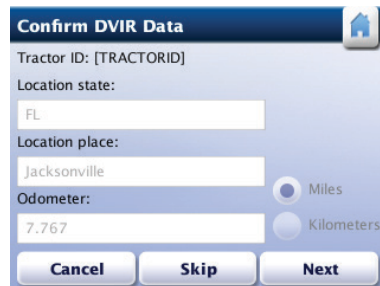 Confirm DVIR Data
Tractor ID: [TRACTORID]
Location state:
FL
Location place:
Jacksonville
Odometer:
7.767
Miles
Kilometers
Cancel
Skip
Next